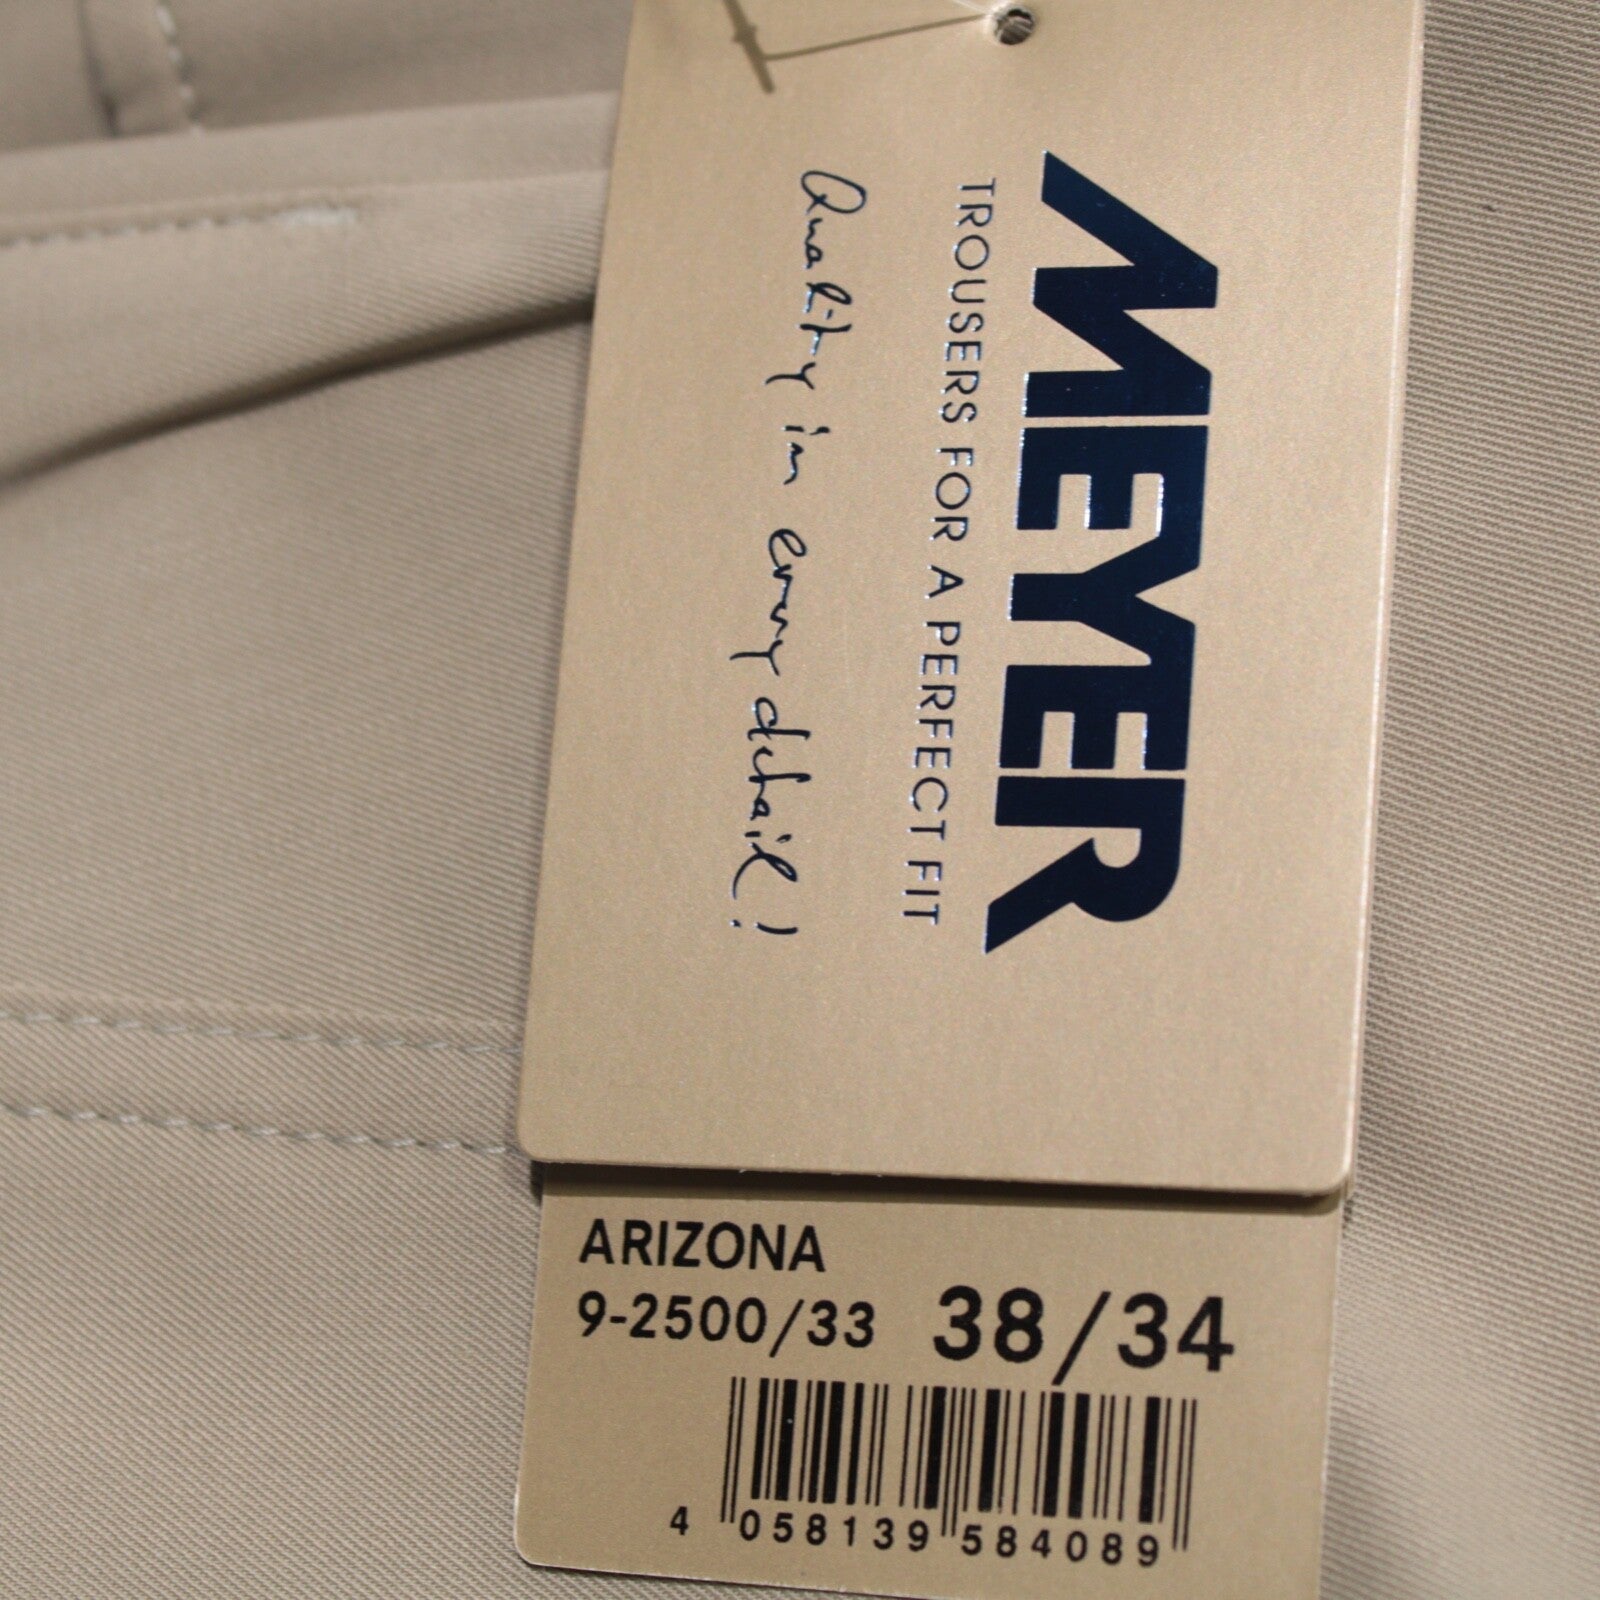 MEYER
TROUSERS FOR A PERFECT FIT
Quality in every detail!
ARIZONA
9-2500/33 38/34
4 058139 584089